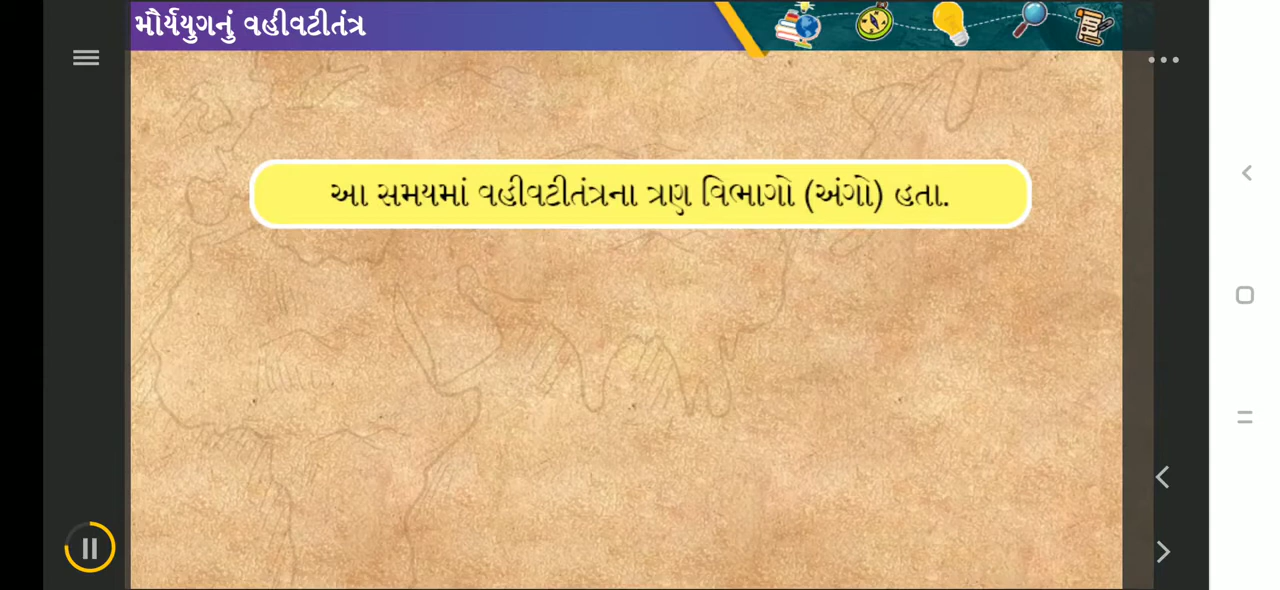 મૌર્યયુગનું વહીવટીતંત્ર
આ સમયમાં વહીવટીતંત્રના ત્રણ વિભાગો (અંગો) હતા.